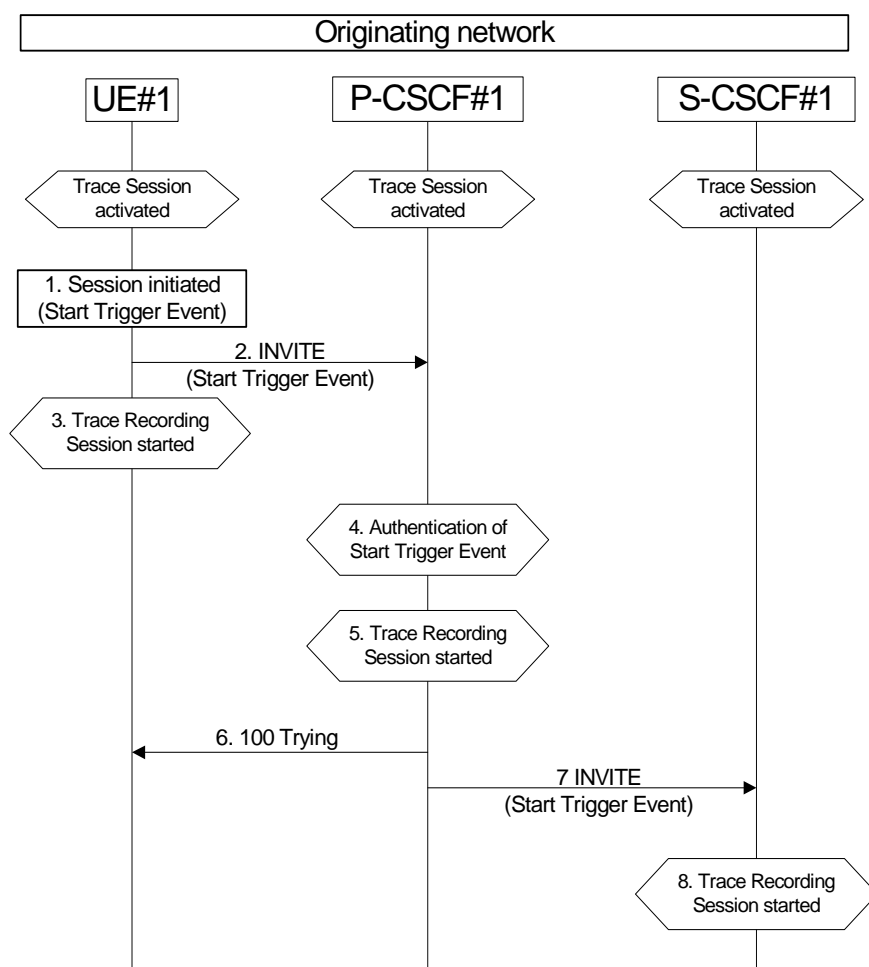 Originating network
UE#1
P-CSCF#1
S-CSCF#1
Trace Session
activated
Trace Session
activated
Trace Session
activated
1. Session initiated
(Start Trigger Event)
2. INVITE
(Start Trigger Event)
3. Trace Recording
Session started
4. Authentication of
Start Trigger Event
5. Trace Recording
Session started
6. 100 Trying
7 INVITE
(Start Trigger Event)
8. Trace Recording
Session started